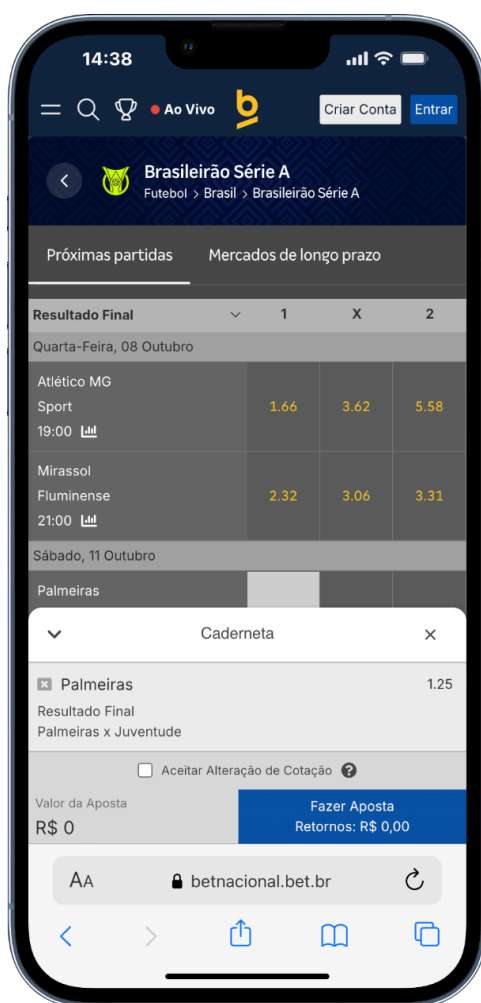 14:38
Ao Vivo
b
Criar Conta
Entrar
Brasileirão Série A
Futebol > Brasil > Brasileirão Série A
Próximas partidas
Mercados de longo prazo
Resultado Final 1 X 2
Quarta-Feira, 08 Outubro
Atlético MG
Sport 1.66 3.62 5.58
19:00
Mirassol
Fluminense 2.32 3.06 3.31
21:00
Sábado, 11 Outubro
Palmeiras
Caderneta
Palmeiras 1.25
Resultado Final
Palmeiras x Juventude
Aceitar Alteração de Cotação ?
Valor da Aposta
R$ 0
Fazer Aposta
Retornos: R$ 0,00
AA betnacional.bet.br